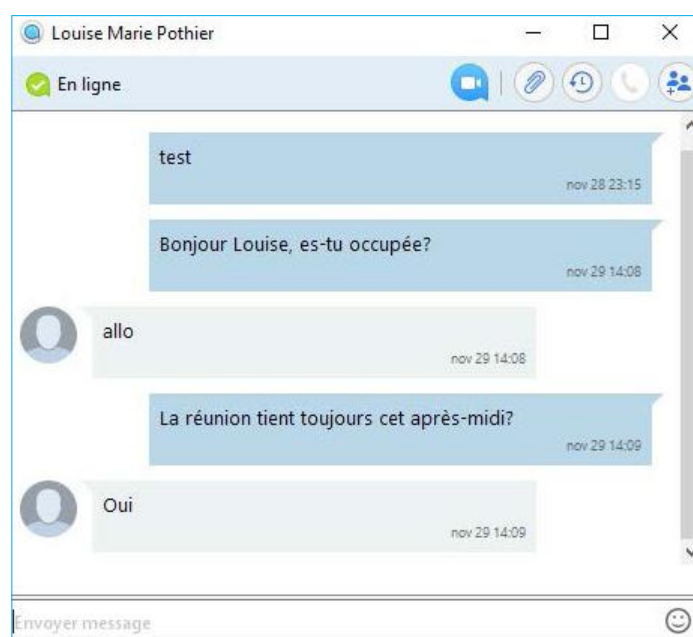 Louise Marie Pothier
En ligne
test
nov 28 23:15
Bonjour Louise, es-tu occupée?
nov 29 14:08
allo
nov 29 14:08
La réunion tient toujours cet après-midi?
nov 29 14:09
Oui
nov 29 14:09
Envoyer message